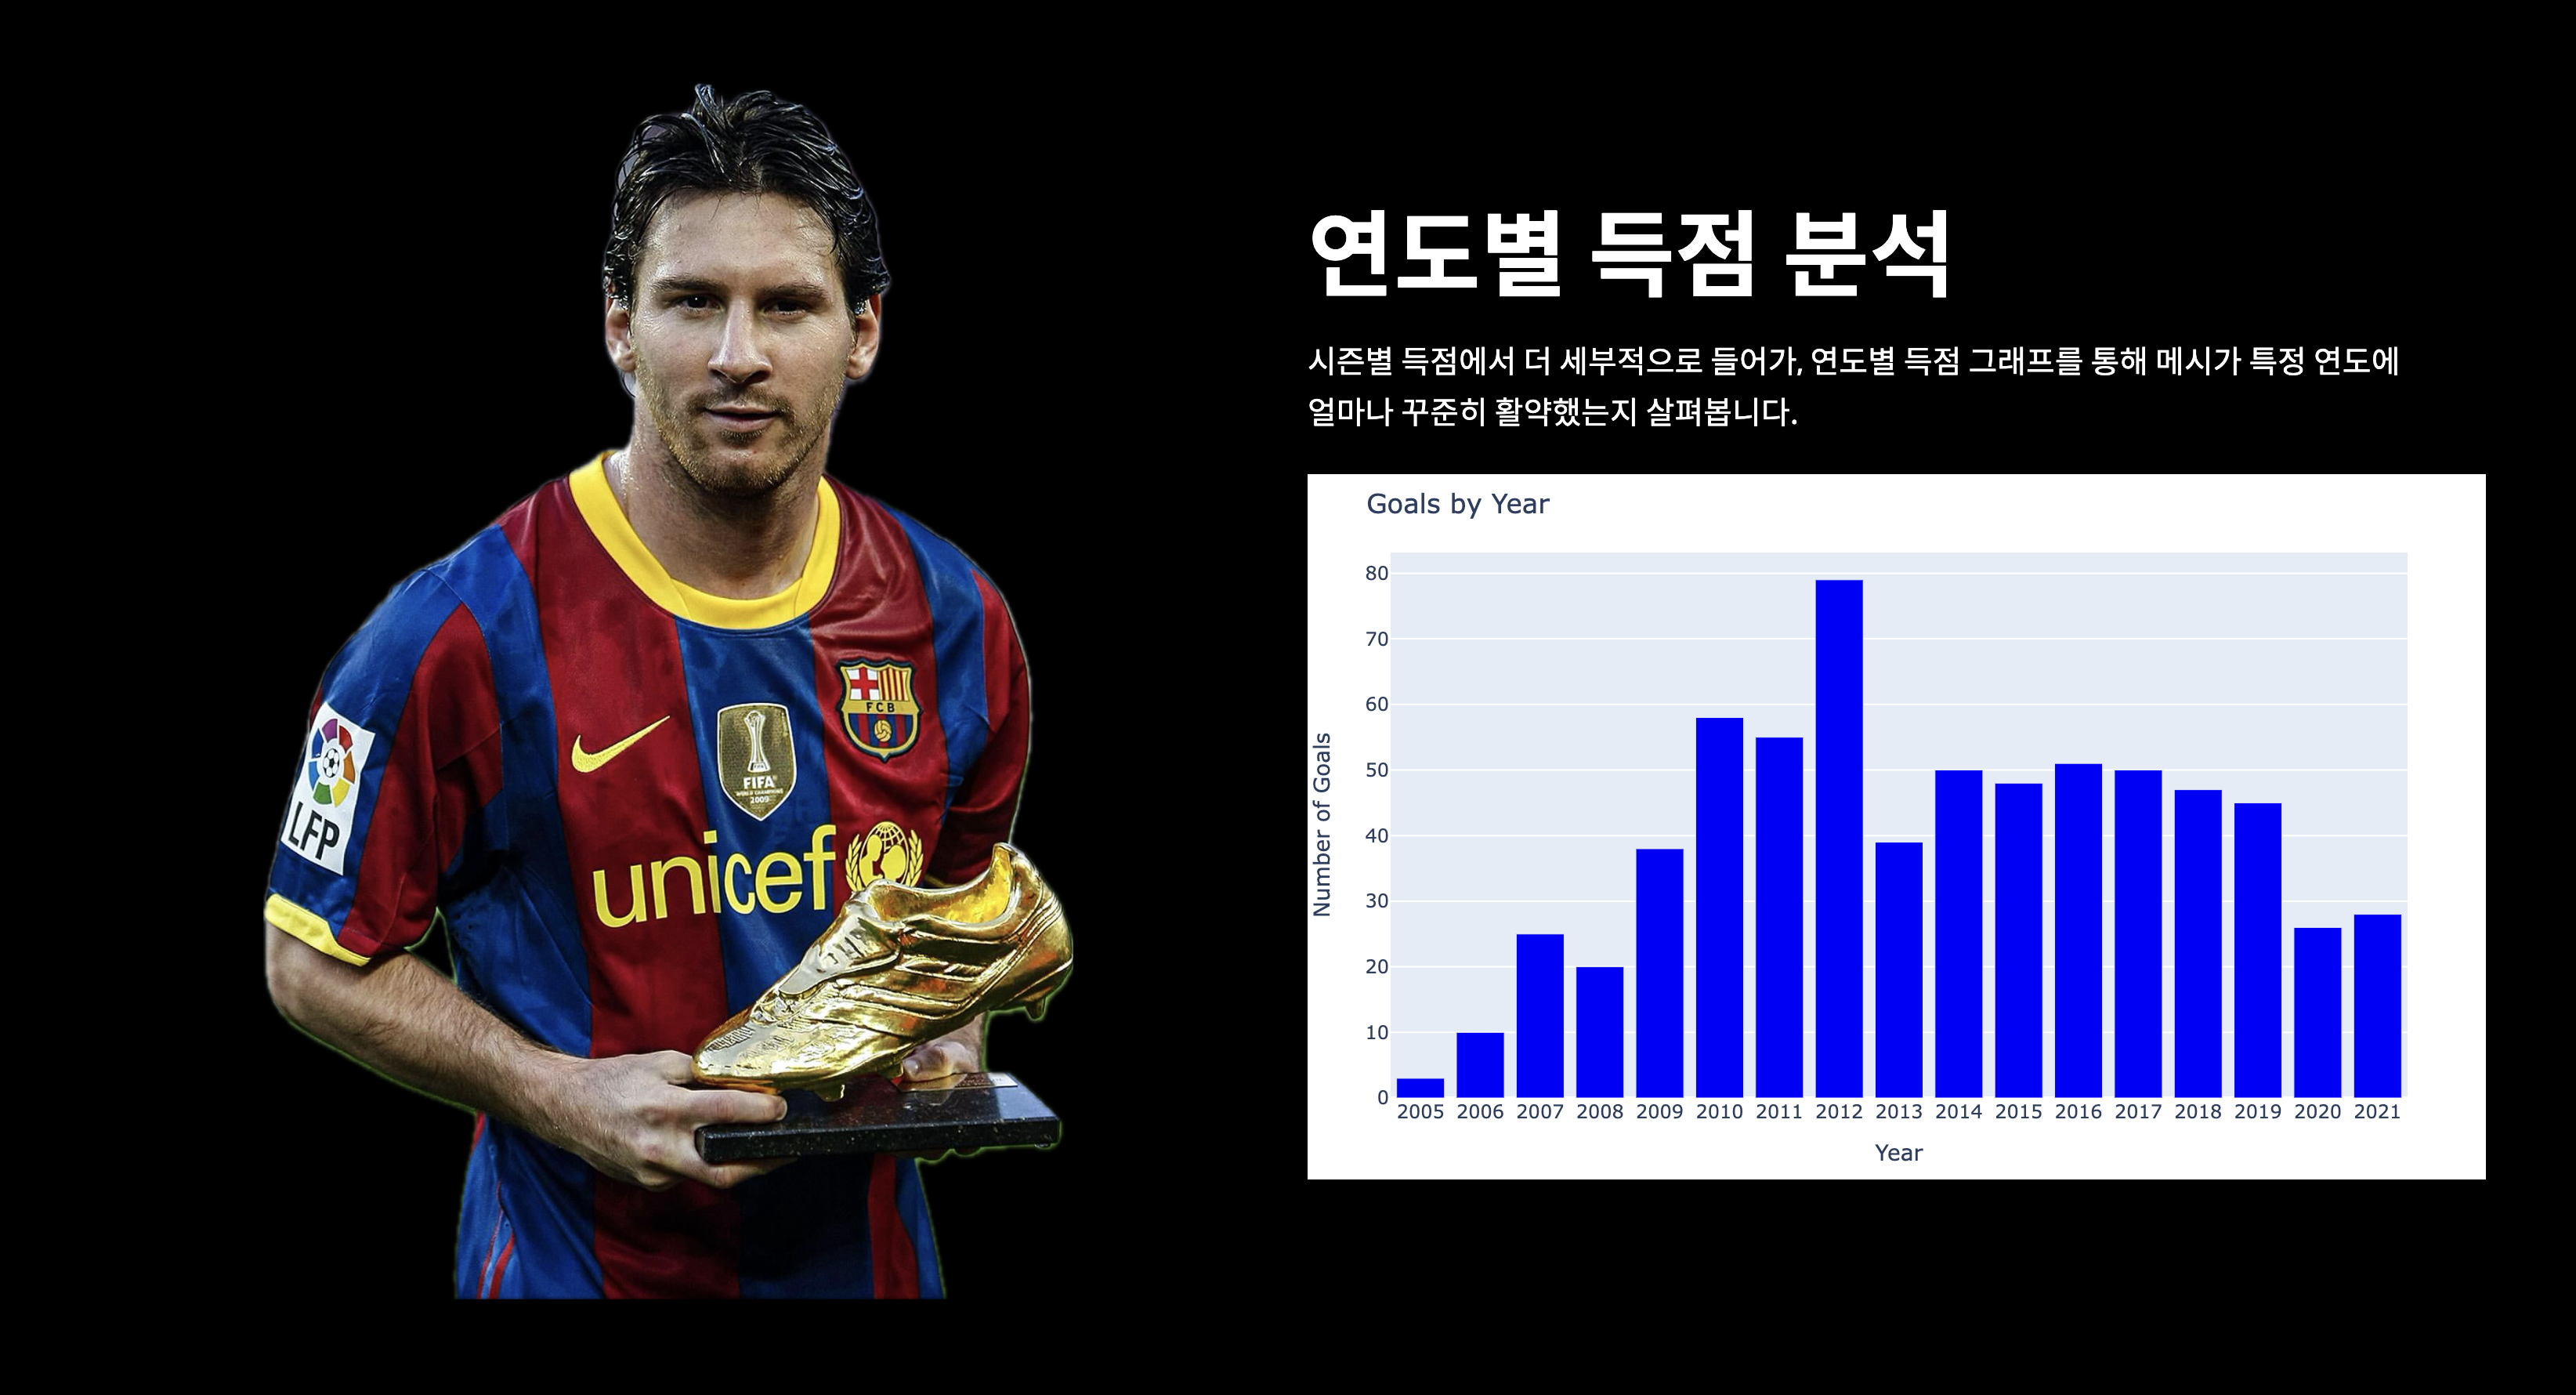 연도별 득점 분석
시즌별 득점에서 더 세부적으로 들어가, 연도별 득점 그래프를 통해 메시가 특정 연도에
얼마나 꾸준히 활약했는지 살펴봅니다.
Goals by Year
Number of Goals
80
70
60
50
40
30
20
10
0
2005 2006 2007 2008 2009 2010 2011 2012 2013 2014 2015 2016 2017 2018 2019 2020 2021
Year
LFP
FCB
FIFA
WORLD CHAMPIONS
2009
unicef